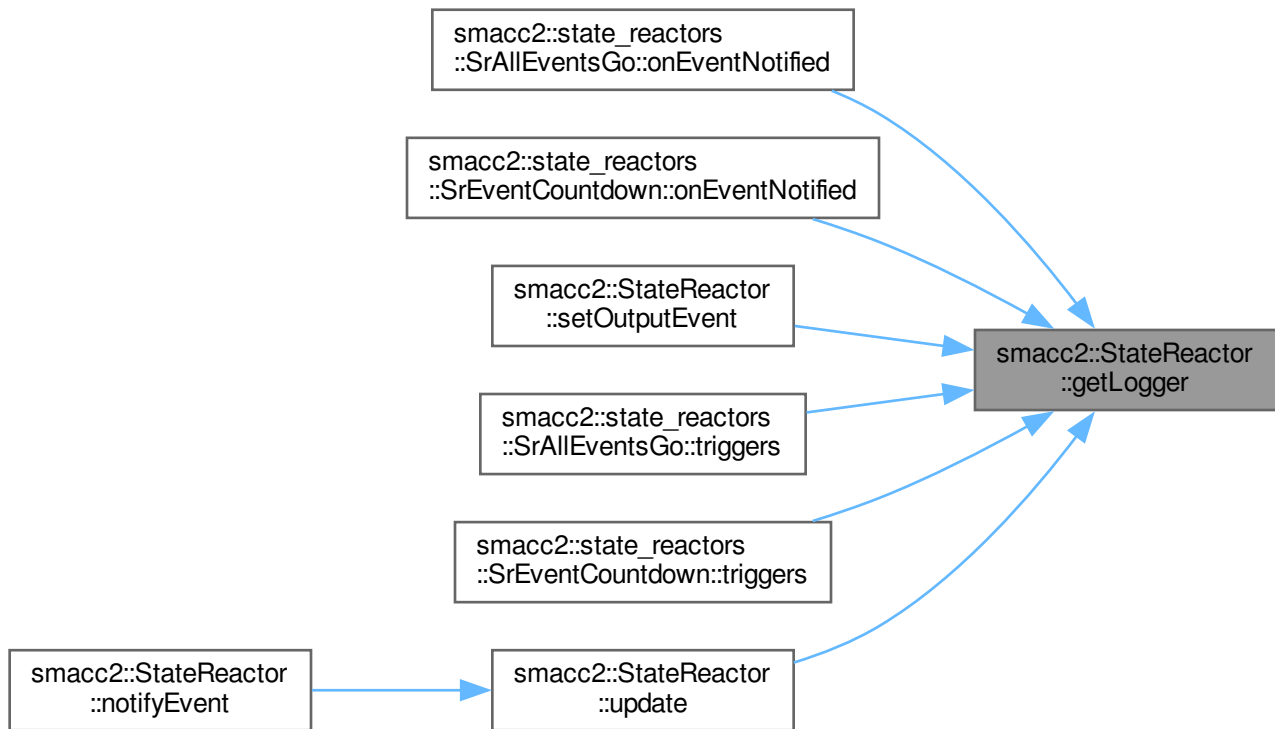 smacc2::state_reactors
::SrAllEventsGo::onEventNotified
smacc2::state_reactors
::SrEventCountdown::onEventNotified
smacc2::StateReactor
::setOutputEvent
smacc2::StateReactor
::getLogger
smacc2::state_reactors
::SrAllEventsGo::triggers
smacc2::state_reactors
::SrEventCountdown::triggers
smacc2::StateReactor
::notifyEvent
smacc2::StateReactor
::update